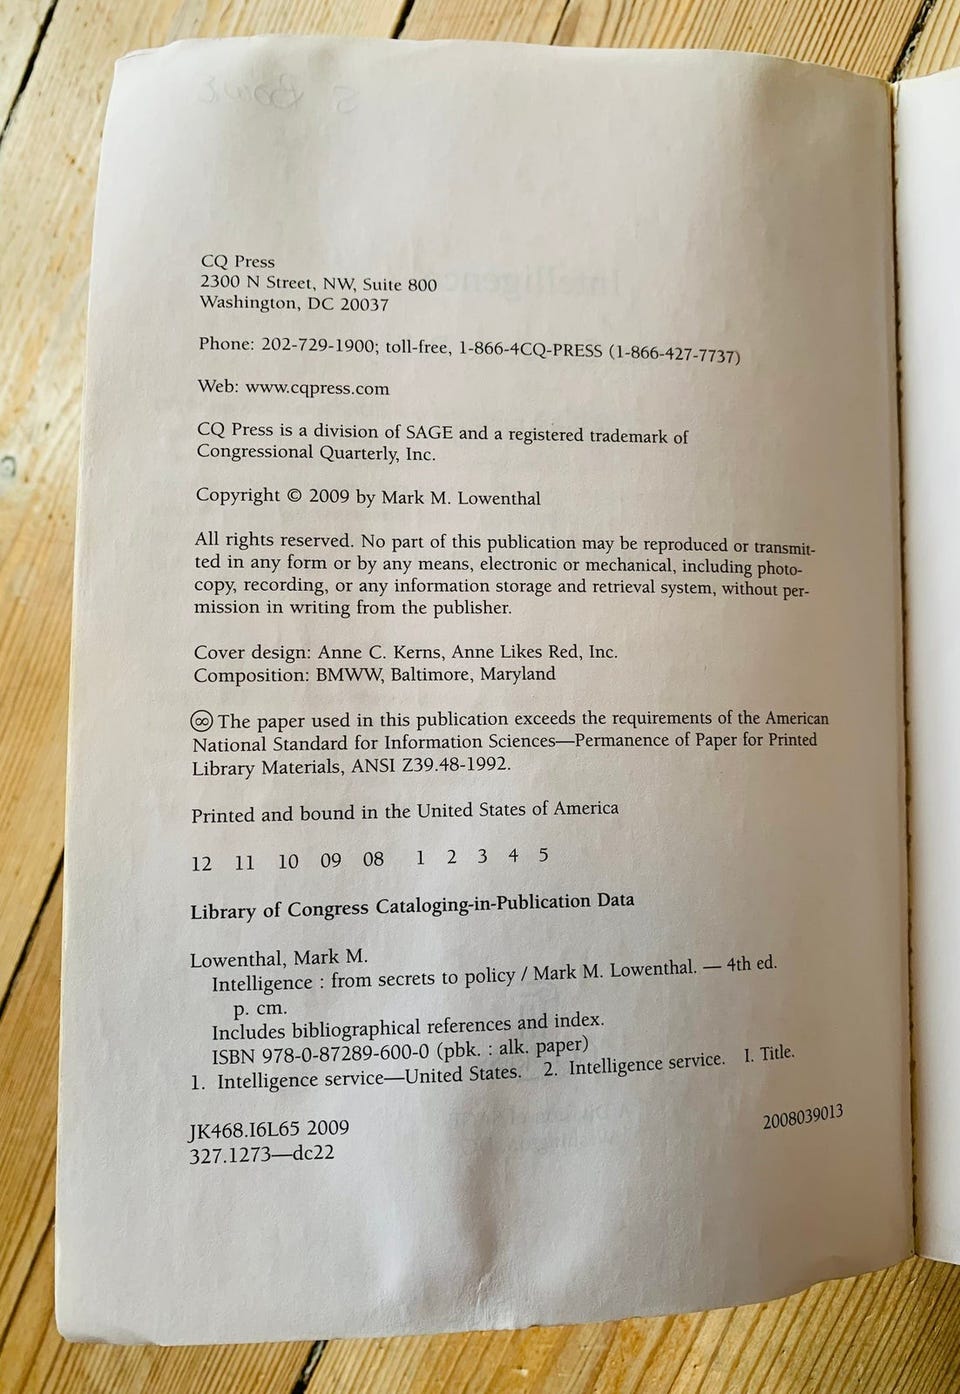 CQ Press
2300 N Street, NW, Suite 800
Washington, DC 20037
Phone: 202-729-1900; toll-free, 1-866-4CQ-PRESS (1-866-427-7737)
Web: www.cqpress.com
CQ Press is a division of SAGE and a registered trademark of
Congressional Quarterly, Inc.
Copyright © 2009 by Mark M. Lowenthal
All rights reserved. No part of this publication may be reproduced or transmit-
ted in any form or by any means, electronic or mechanical, including photo-
copy, recording, or any information storage and retrieval system, without per-
mission in writing from the publisher.
Cover design: Anne C. Kerns, Anne Likes Red, Inc.
Composition: BMWW, Baltimore, Maryland
♾ The paper used in this publication exceeds the requirements of the American
National Standard for Information Sciences—Permanence of Paper for Printed
Library Materials, ANSI Z39.48-1992.
Printed and bound in the United States of America
12 11 10 09 08 1 2 3 4 5
Library of Congress Cataloging-in-Publication Data
Lowenthal, Mark M.
Intelligence : from secrets to policy / Mark M. Lowenthal. — 4th ed.
p. cm.
Includes bibliographical references and index.
ISBN 978-0-87289-600-0 (pbk. : alk. paper)
1. Intelligence service—United States. 2. Intelligence service. I. Title.
JK468.I6L65 2009
2008039013
327.1273—dc22